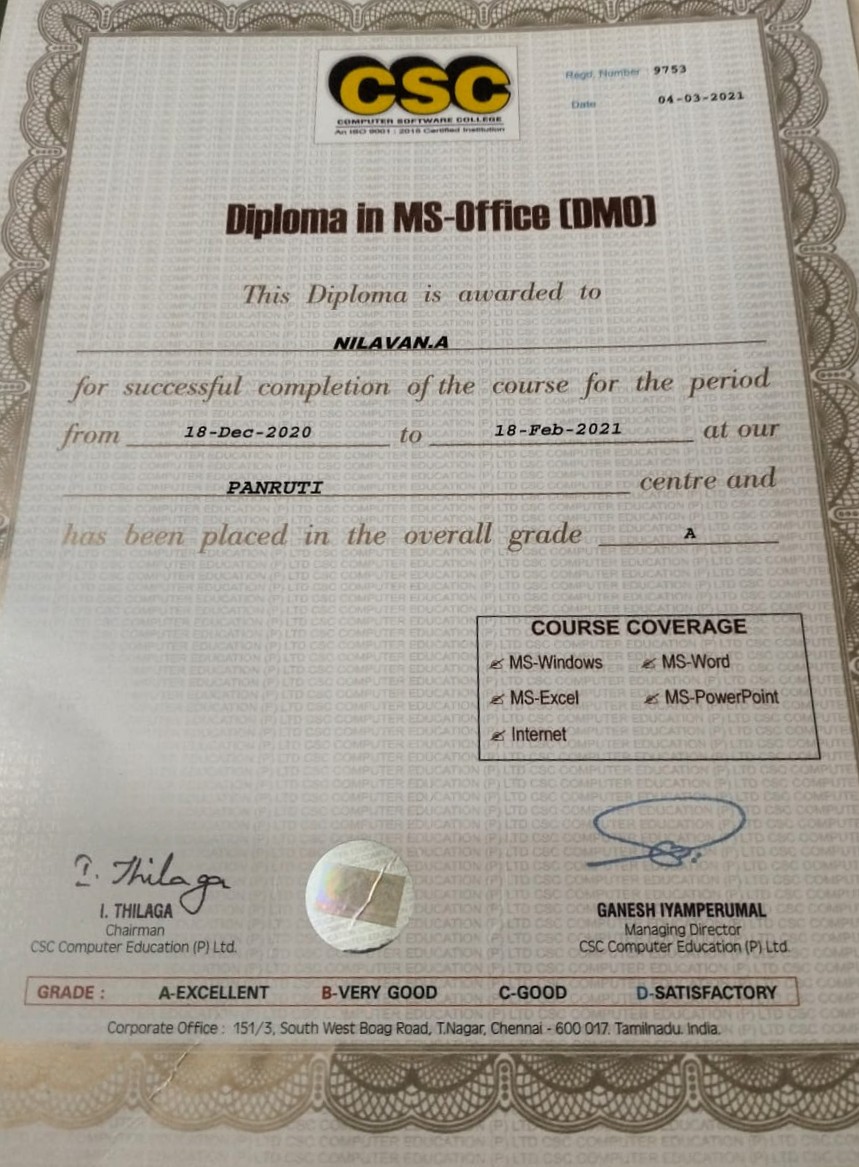 CSC
COMPUTER SOFTWARE COLLEGE
An ISO 9001 : 2015 Certified Institution
Regd. Number 9753
Date 04-03-2021
Diploma in MS-Office (DMO)
This Diploma is awarded to
NILAVAN.A
for successful completion of the course for the period
from 18-Dec-2020 to 18-Feb-2021 at our
PANRUTI centre and
has been placed in the overall grade A
COURSE COVERAGE
MS-Windows MS-Word
MS-Excel MS-PowerPoint
Internet
I. Thilaga
I. THILAGA
Chairman
CSC Computer Education (P) Ltd.
GANESH IYAMPERUMAL
Managing Director
CSC Computer Education (P) Ltd.
GRADE : A-EXCELLENT B-VERY GOOD C-GOOD D-SATISFACTORY
Corporate Office : 151/3, South West Boag Road, T.Nagar, Chennai - 600 017. Tamilnadu. India.